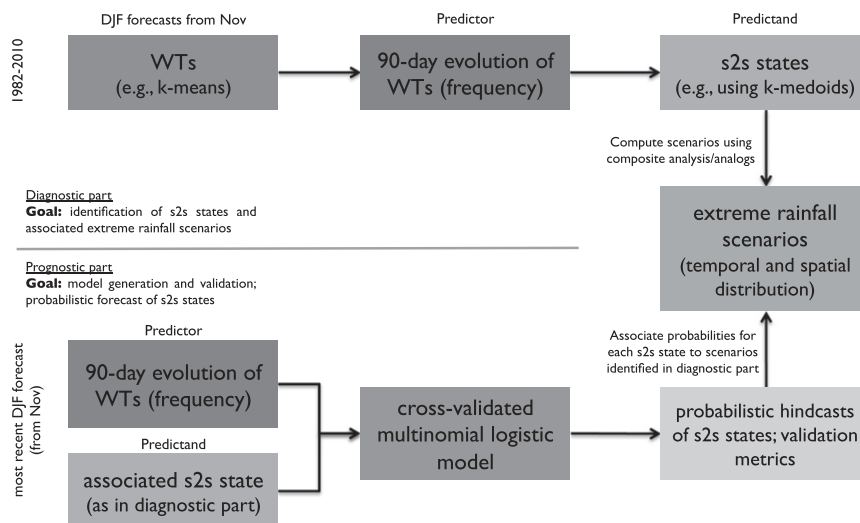 DJF forecasts from Nov
Predictor
Predictand
1982-2010
WTs
(e.g., k-means)
90-day evolution of
WTs (frequency)
s2s states
(e.g., using k-medoids)
Compute scenarios using
composite analysis/analogs
Diagnostic part
Goal: identification of s2s states and
associated extreme rainfall scenarios
extreme rainfall
scenarios
(temporal and spatial
distribution)
Prognostic part
Goal: model generation and validation;
probabilistic forecast of s2s states
Associate probabilities for
each s2s state to scenarios
identified in diagnostic part
most recent DJF forecast
(from Nov)
Predictor
90-day evolution of
WTs (frequency)
Predictand
associated s2s state
(as in diagnostic part)
cross-validated
multinomial logistic
model
probabilistic hindcasts
of s2s states; validation
metrics